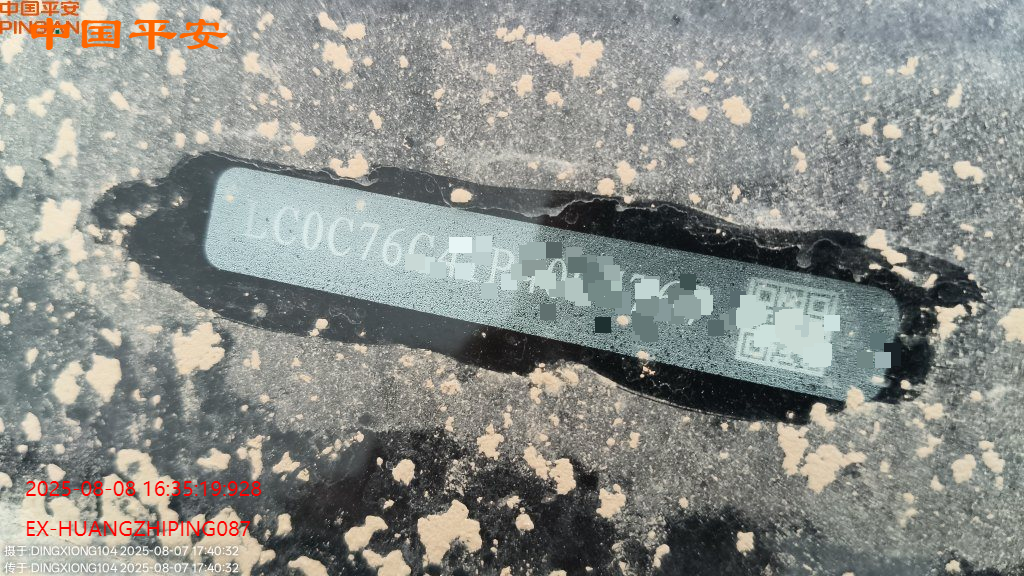 中国平安
PINGAN
中国平安
LC0C76C4
2025-08-08 16:35:19:928
EX-HUANGZHIPING087
摄于:DINGXIONG104 2025-08-07 17:40:32
传于:DINGXIONG104 2025-08-07 17:40:32